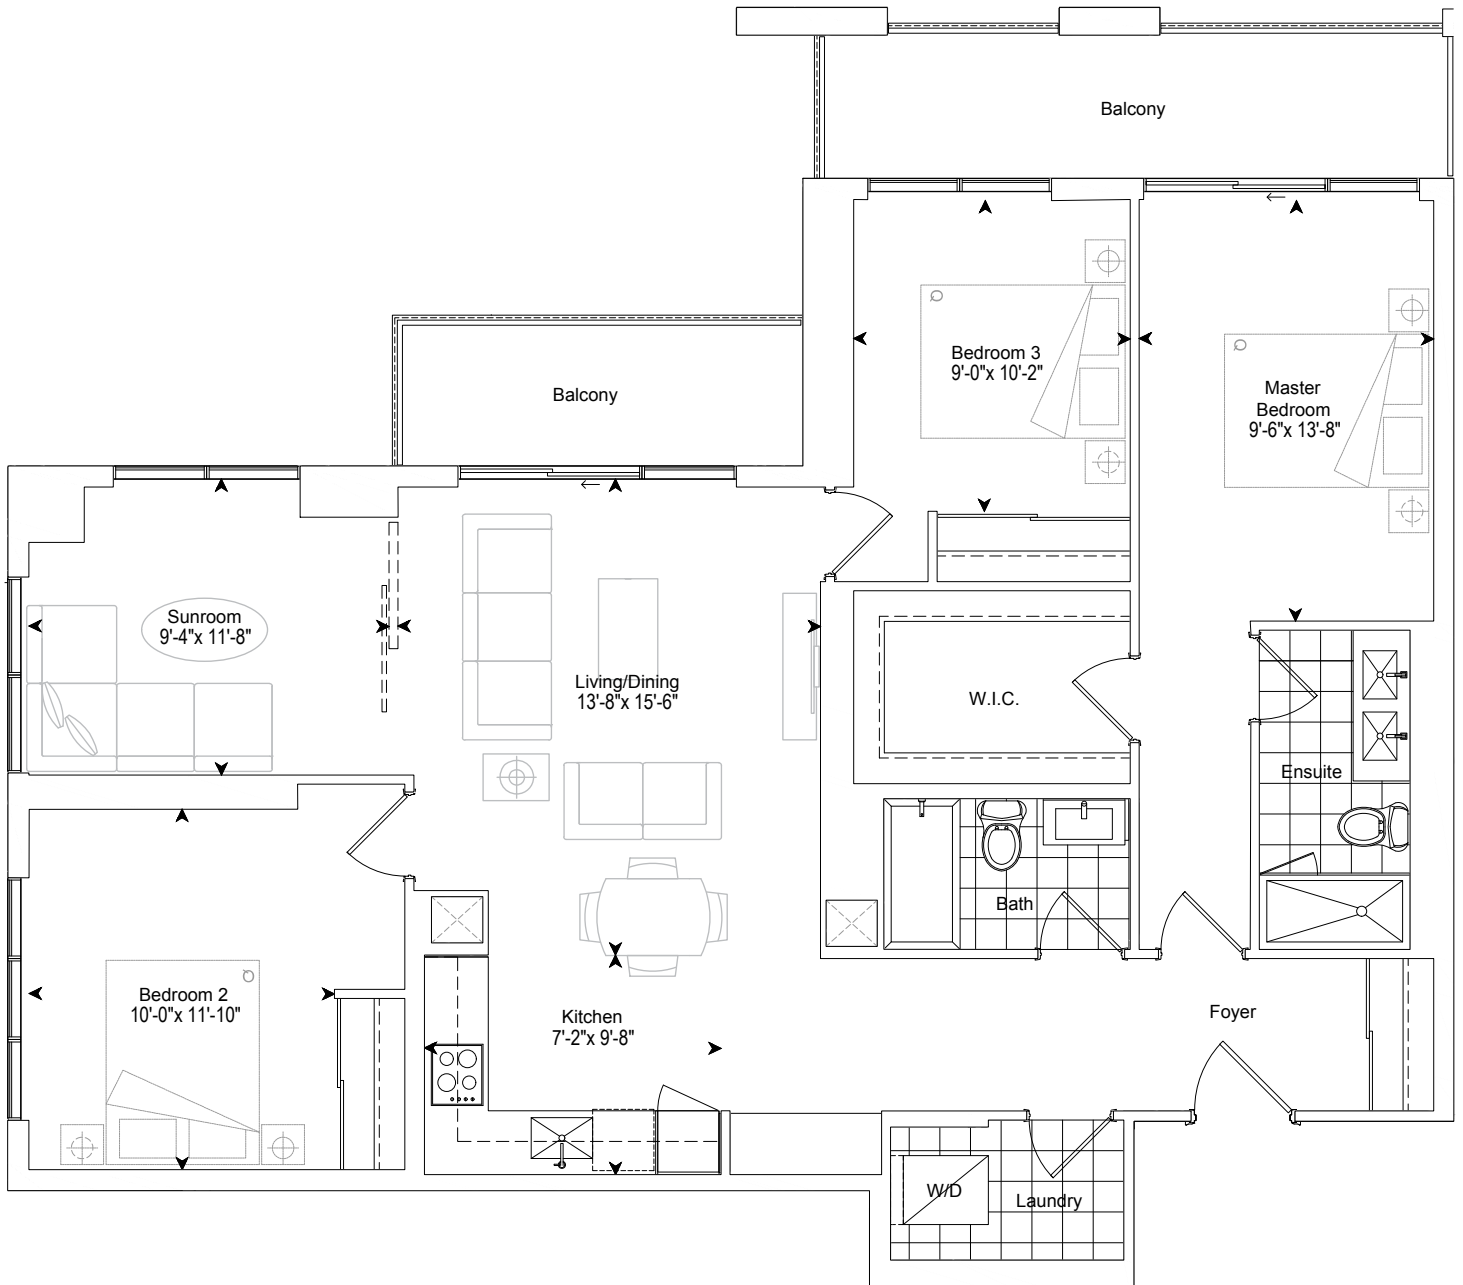 Balcony
Bedroom 3
9'-0"x 10'-2"
Master
Bedroom
9'-6"x 13'-8"
Balcony
Sunroom
9'-4"x 11'-8"
Living/Dining
13'-8"x 15'-6"
W.I.C.
Ensuite
Bath
Bedroom 2
10'-0"x 11'-10"
Kitchen
7'-2"x 9'-8"
Foyer
W/D
Laundry